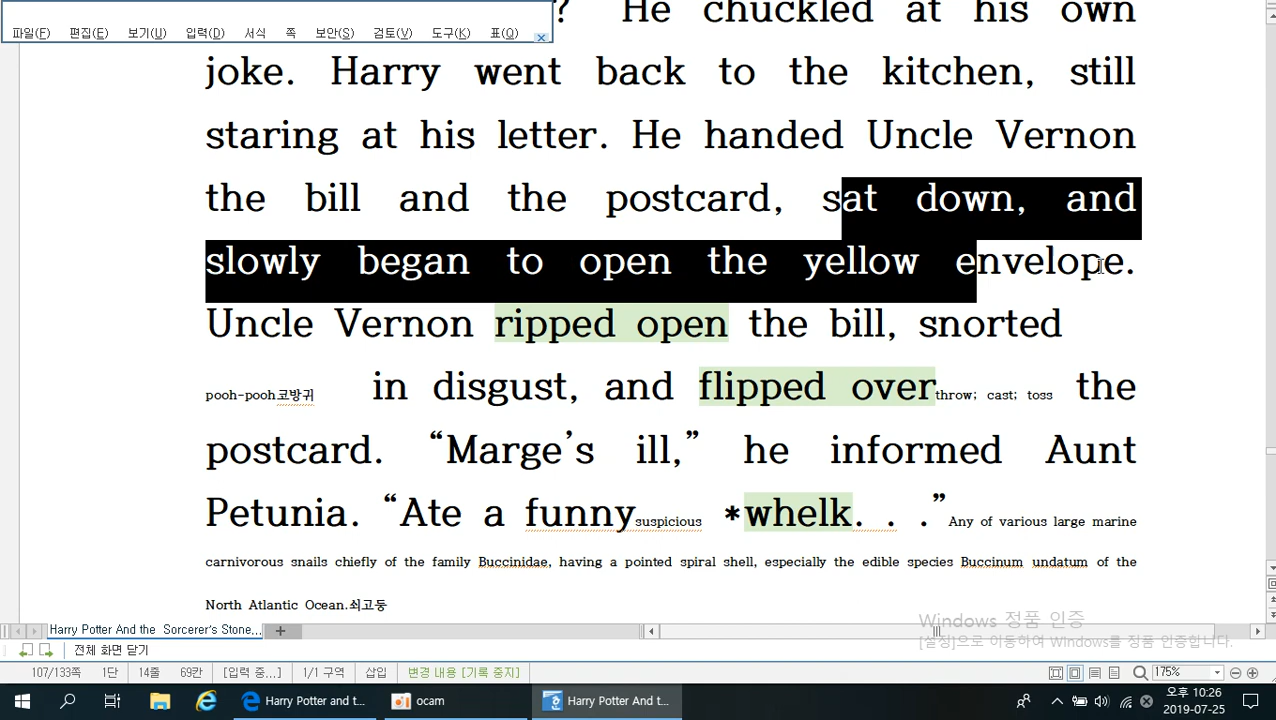 파일(F) 편집(E) 보기(U) 입력(D) 서식 쪽 보안(S) 검토(V) 도구(K) 표(Q)
? He chuckled at his own
joke. Harry went back to the kitchen, still
staring at his letter. He handed Uncle Vernon
the bill and the postcard, sat down, and
slowly began to open the yellow envelope.
Uncle Vernon ripped open the bill, snorted
pooh-pooh코방귀 in disgust, and flipped over throw; cast; toss the
postcard. “Marge’s ill,” he informed Aunt
Petunia. “Ate a funny suspicious *whelk. . .” Any of various large marine
carnivorous snails chiefly of the family Buccinidae, having a pointed spiral shell, especially the edible species Buccinum undatum of the
North Atlantic Ocean.쇠고둥
Windows 정품 인증
[설정]으로 이동하여 Windows를 정품 인증합니다.
Harry Potter And the Sorcerer's Stone...
전체 화면 닫기
107/133쪽 1단 14줄 69칸 [입력 중...] 1/1 구역 삽입 변경 내용 [기록 중지] 175%
Harry Potter and t... ocam Harry Potter And t... 오후 10:26
2019-07-25